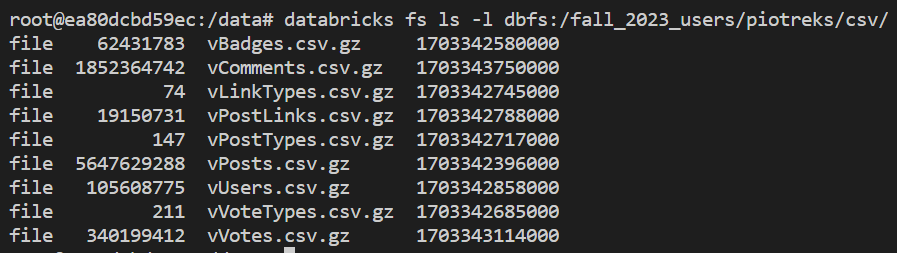 root@ea80dcbd59ec:/data# databricks fs ls -l dbfs:/fall_2023_users/piotreks/csv/
file    62431783  vBadges.csv.gz     1703342580000
file  1852364742  vComments.csv.gz   1703343750000
file          74  vLinkTypes.csv.gz  1703342745000
file    19150731  vPostLinks.csv.gz  1703342788000
file         147  vPostTypes.csv.gz  1703342717000
file  5647629288  vPosts.csv.gz      1703342396000
file   105608775  vUsers.csv.gz      1703342858000
file         211  vVoteTypes.csv.gz  1703342685000
file   340199412  vVotes.csv.gz      1703343114000